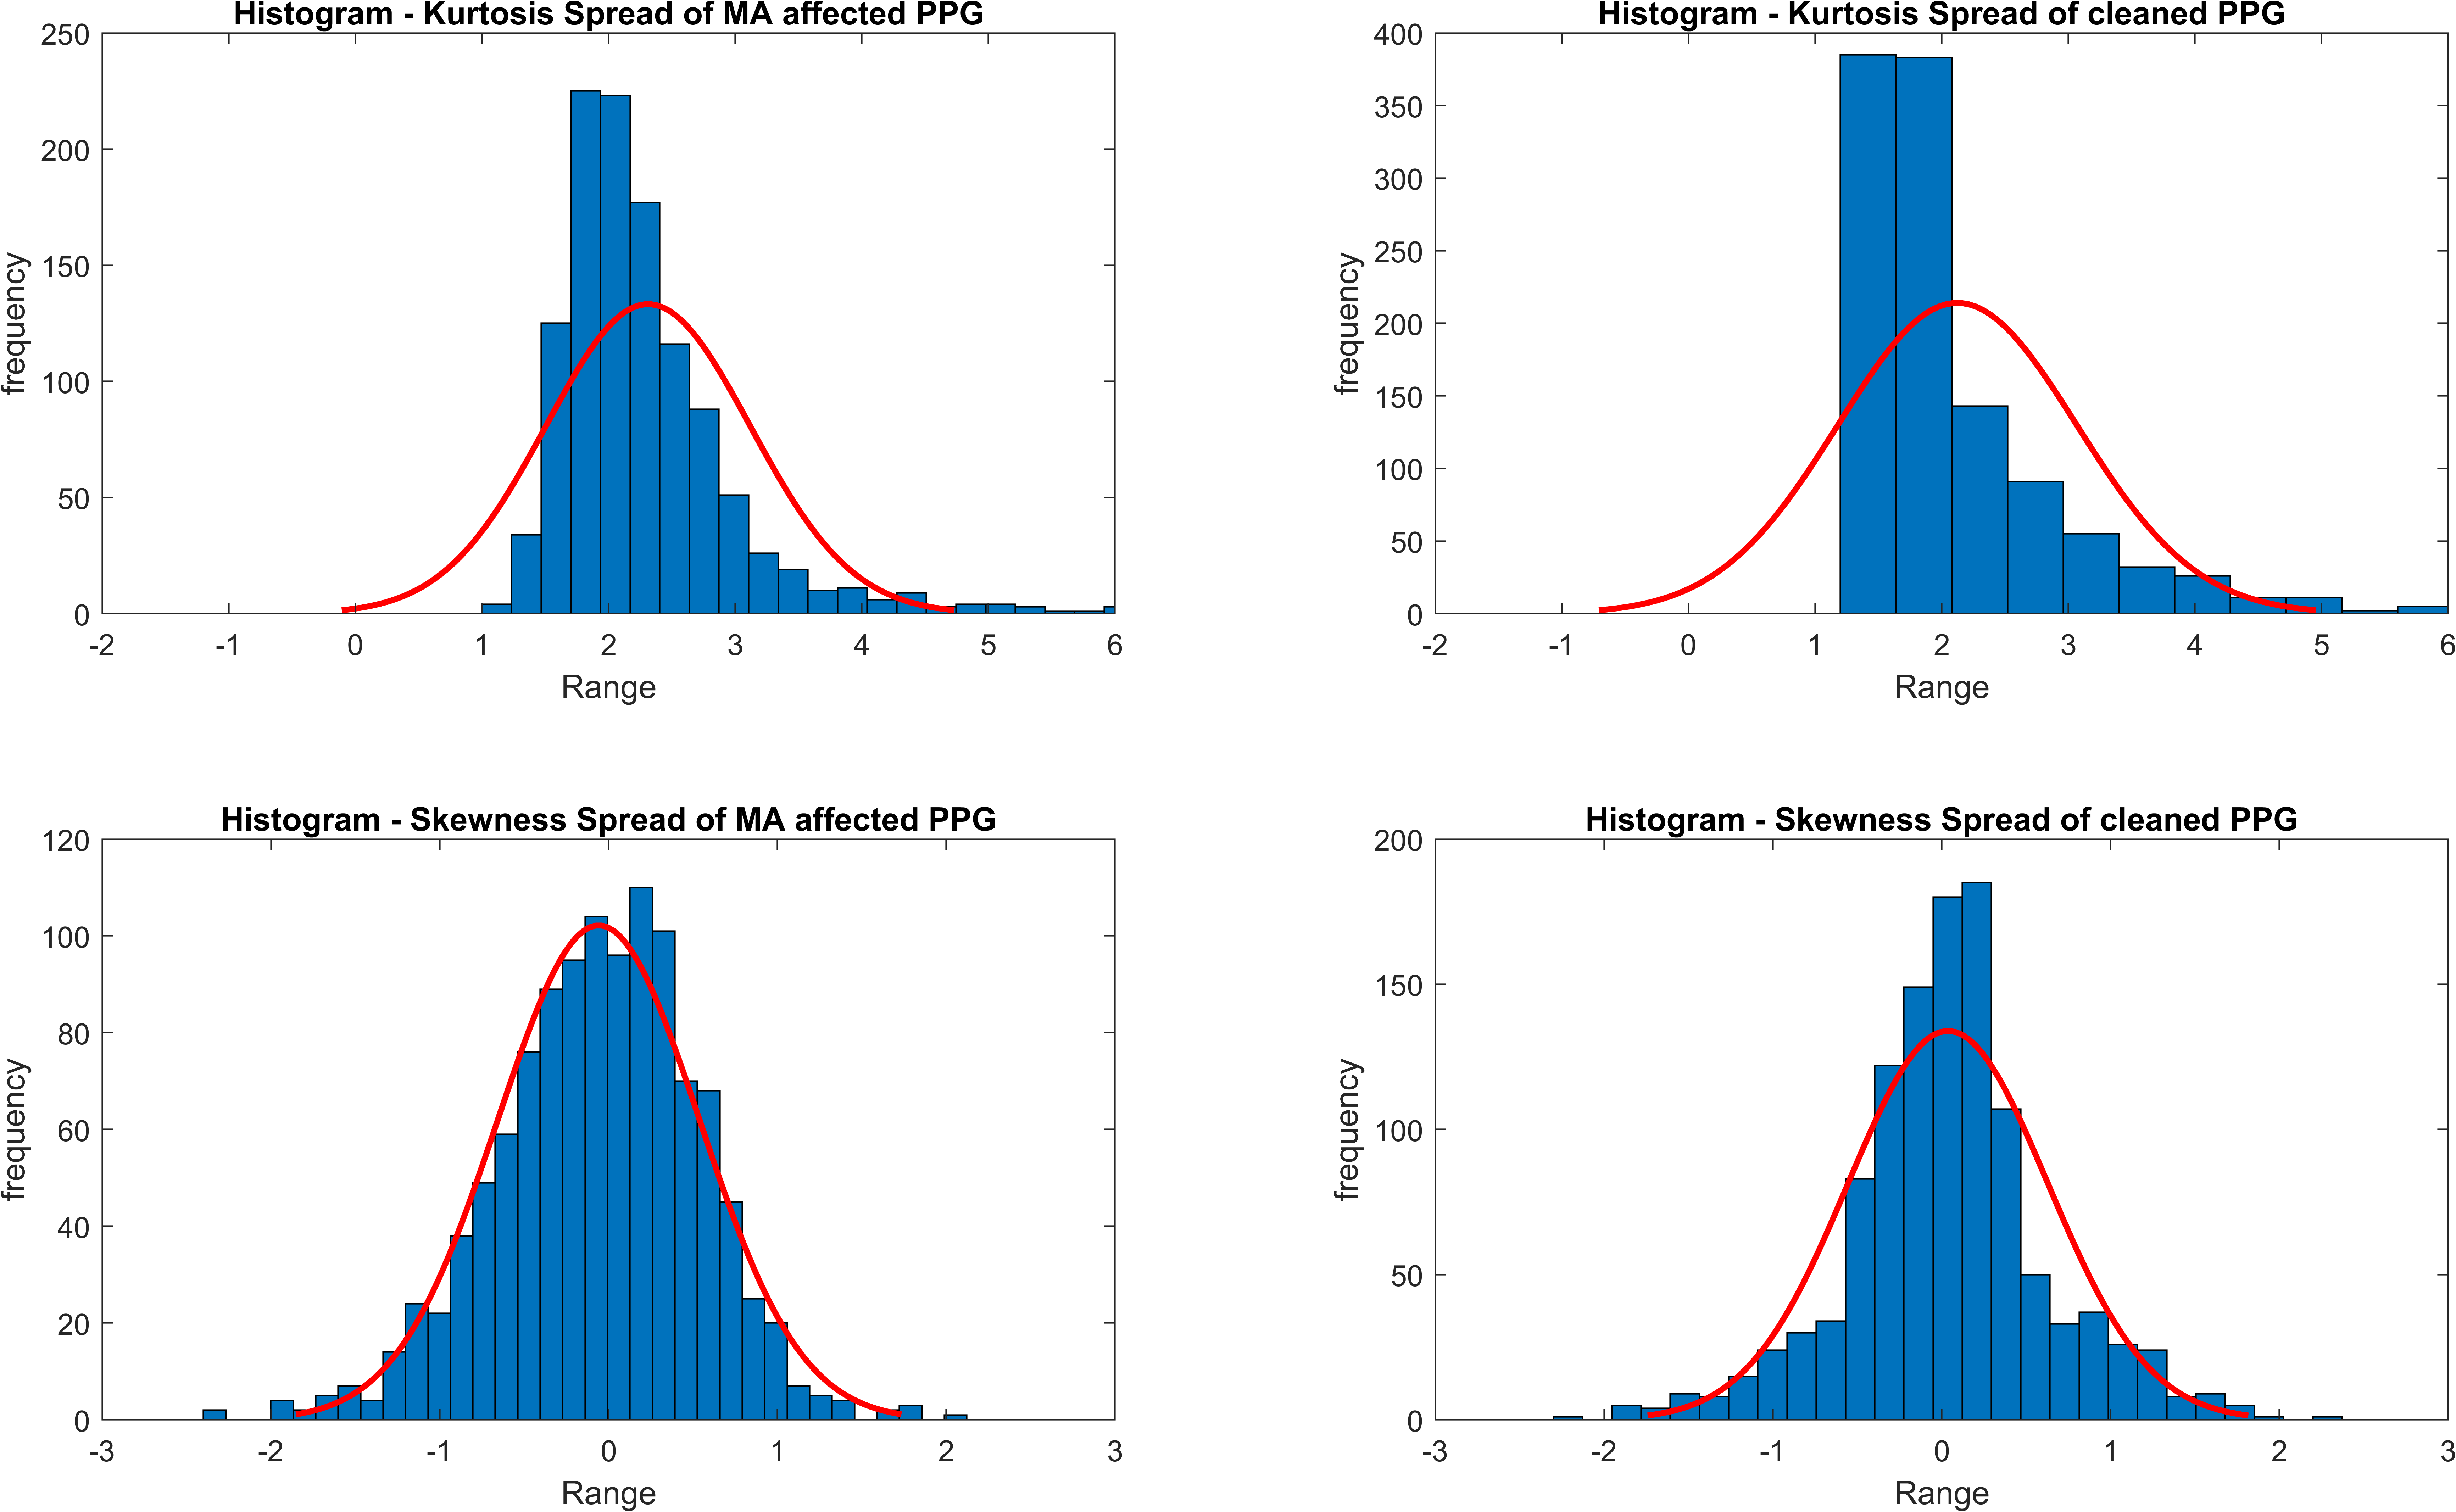 Histogram - Kurtosis Spread of MA affected PPG
250
200
150
100
50
0
frequency
-2 -1 0 1 2 3 4 5 6
Range
Histogram - Kurtosis Spread of cleaned PPG
400
350
300
250
200
150
100
50
0
frequency
-2 -1 0 1 2 3 4 5 6
Range
Histogram - Skewness Spread of MA affected PPG
120
100
80
60
40
20
0
frequency
-3 -2 -1 0 1 2 3
Range
Histogram - Skewness Spread of cleaned PPG
200
150
100
50
0
frequency
-3 -2 -1 0 1 2 3
Range